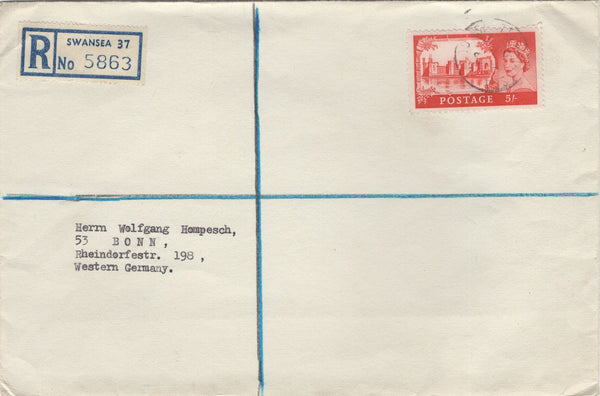 R
SWANSEA 37
No 5863
POSTAGE 5/-
Herrn Wolfgang Hompesch,
53 BONN,
Rheindorfestr. 198 ,
Western Germany.